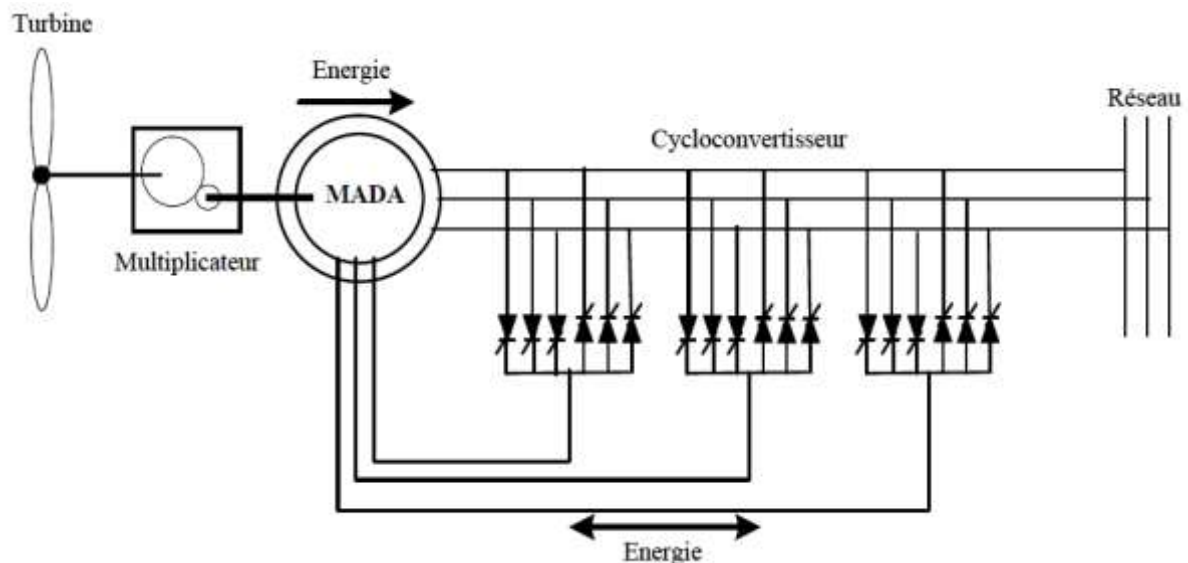 Turbine
Energie
Réseau
Cycloconvertisseur
MADA
Multiplicateur
Energie